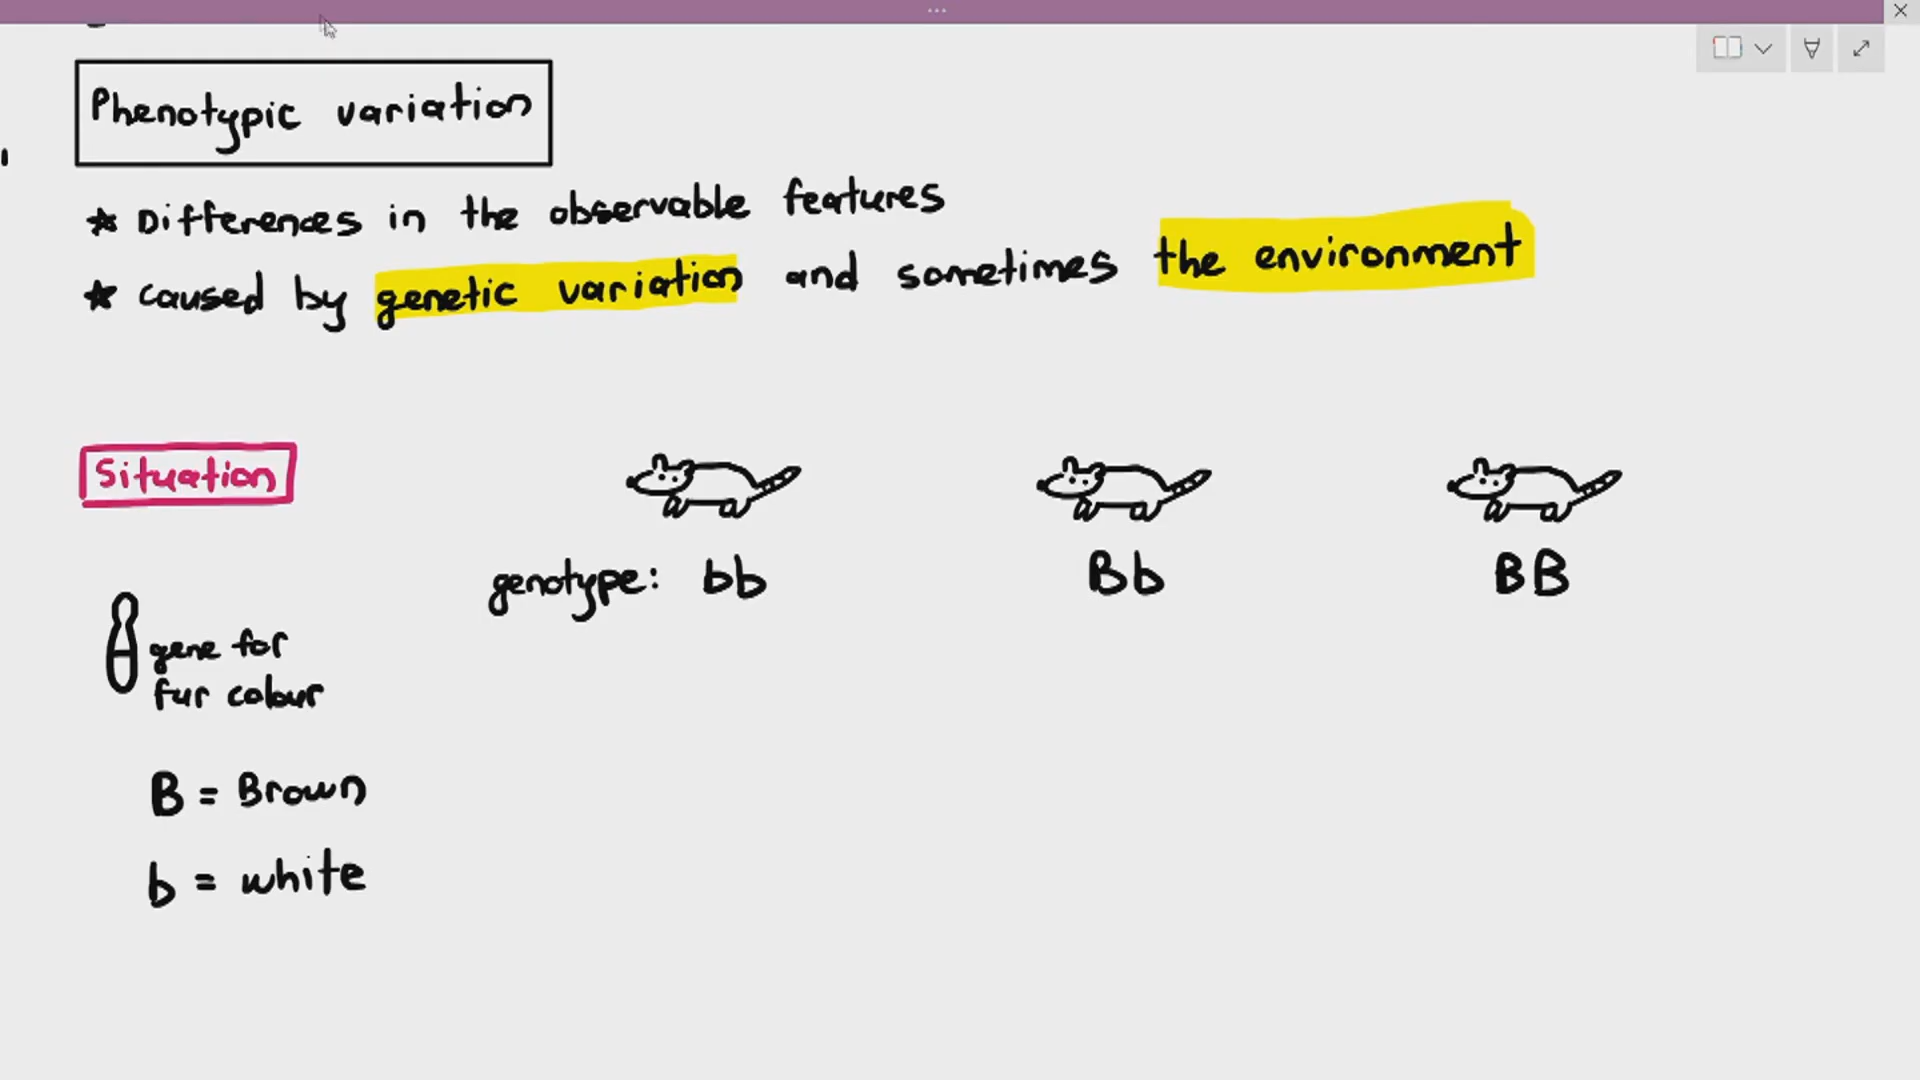 Phenotypic variation
* Differences in the observable features
* caused by genetic variation and sometimes the environment
Situation
genotype: bb Bb BB
gene for
fur colour
B = Brown
b = white